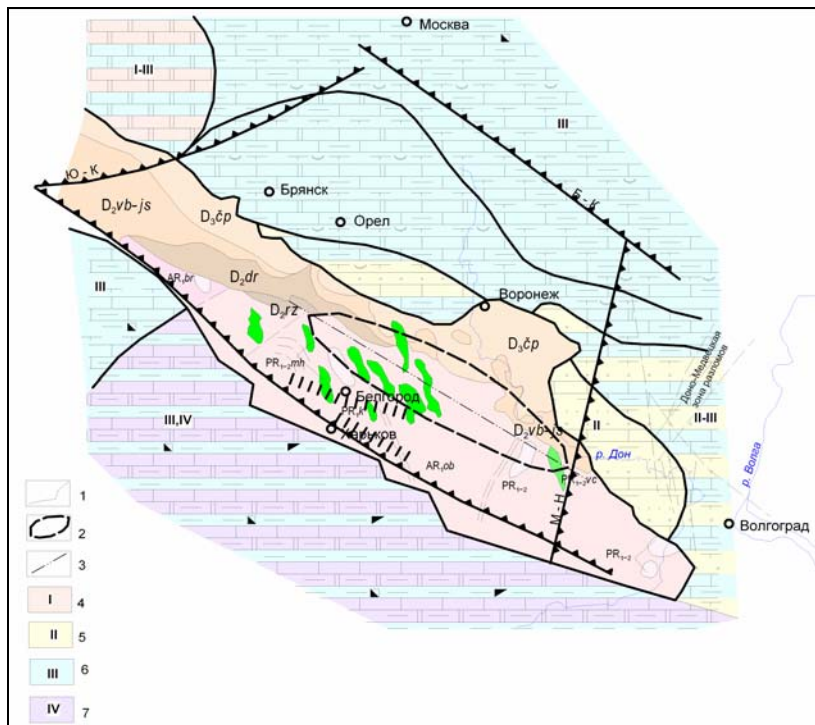 Москва
I-III
III
Ю - К
Б - К
Брянск
D₂vb-js
D₃čp
Орел
III
AR₁br
D₂dr
Воронеж
D₂rž
D₃čp
Доно-Медведицкая
зона разломов
PR₁₋₂mh
Белгород
PR₁k
III,IV
Харьков
D₂vb-js
II
II-III
AR₁ob
р. Дон
р. Волга
PR₁₋₂
PR₁₋₂vc
М - Н
Волгоград
PR₁₋₂
1
2
3
I 4
II 5
III 6
IV 7